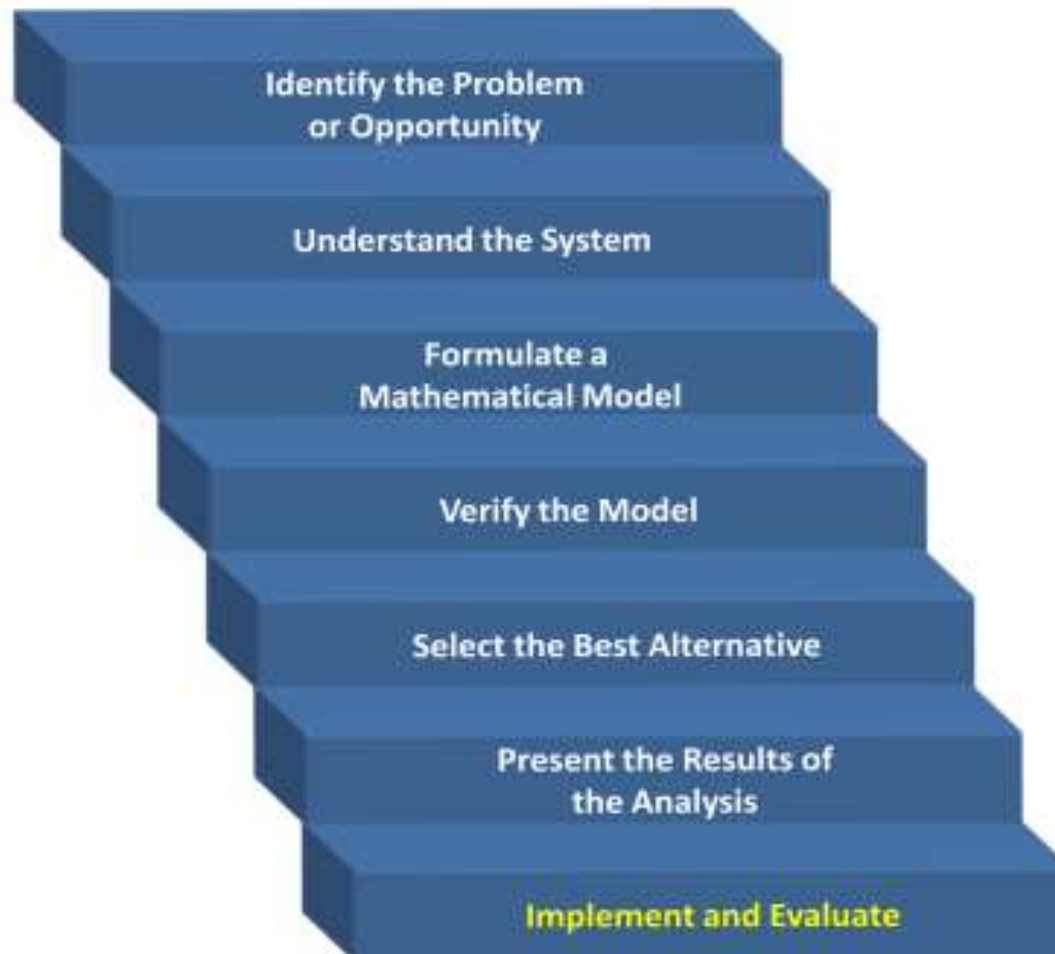 Identify the Problem
or Opportunity
Understand the System
Formulate a
Mathematical Model
Verify the Model
Select the Best Alternative
Present the Results of
the Analysis
Implement and Evaluate